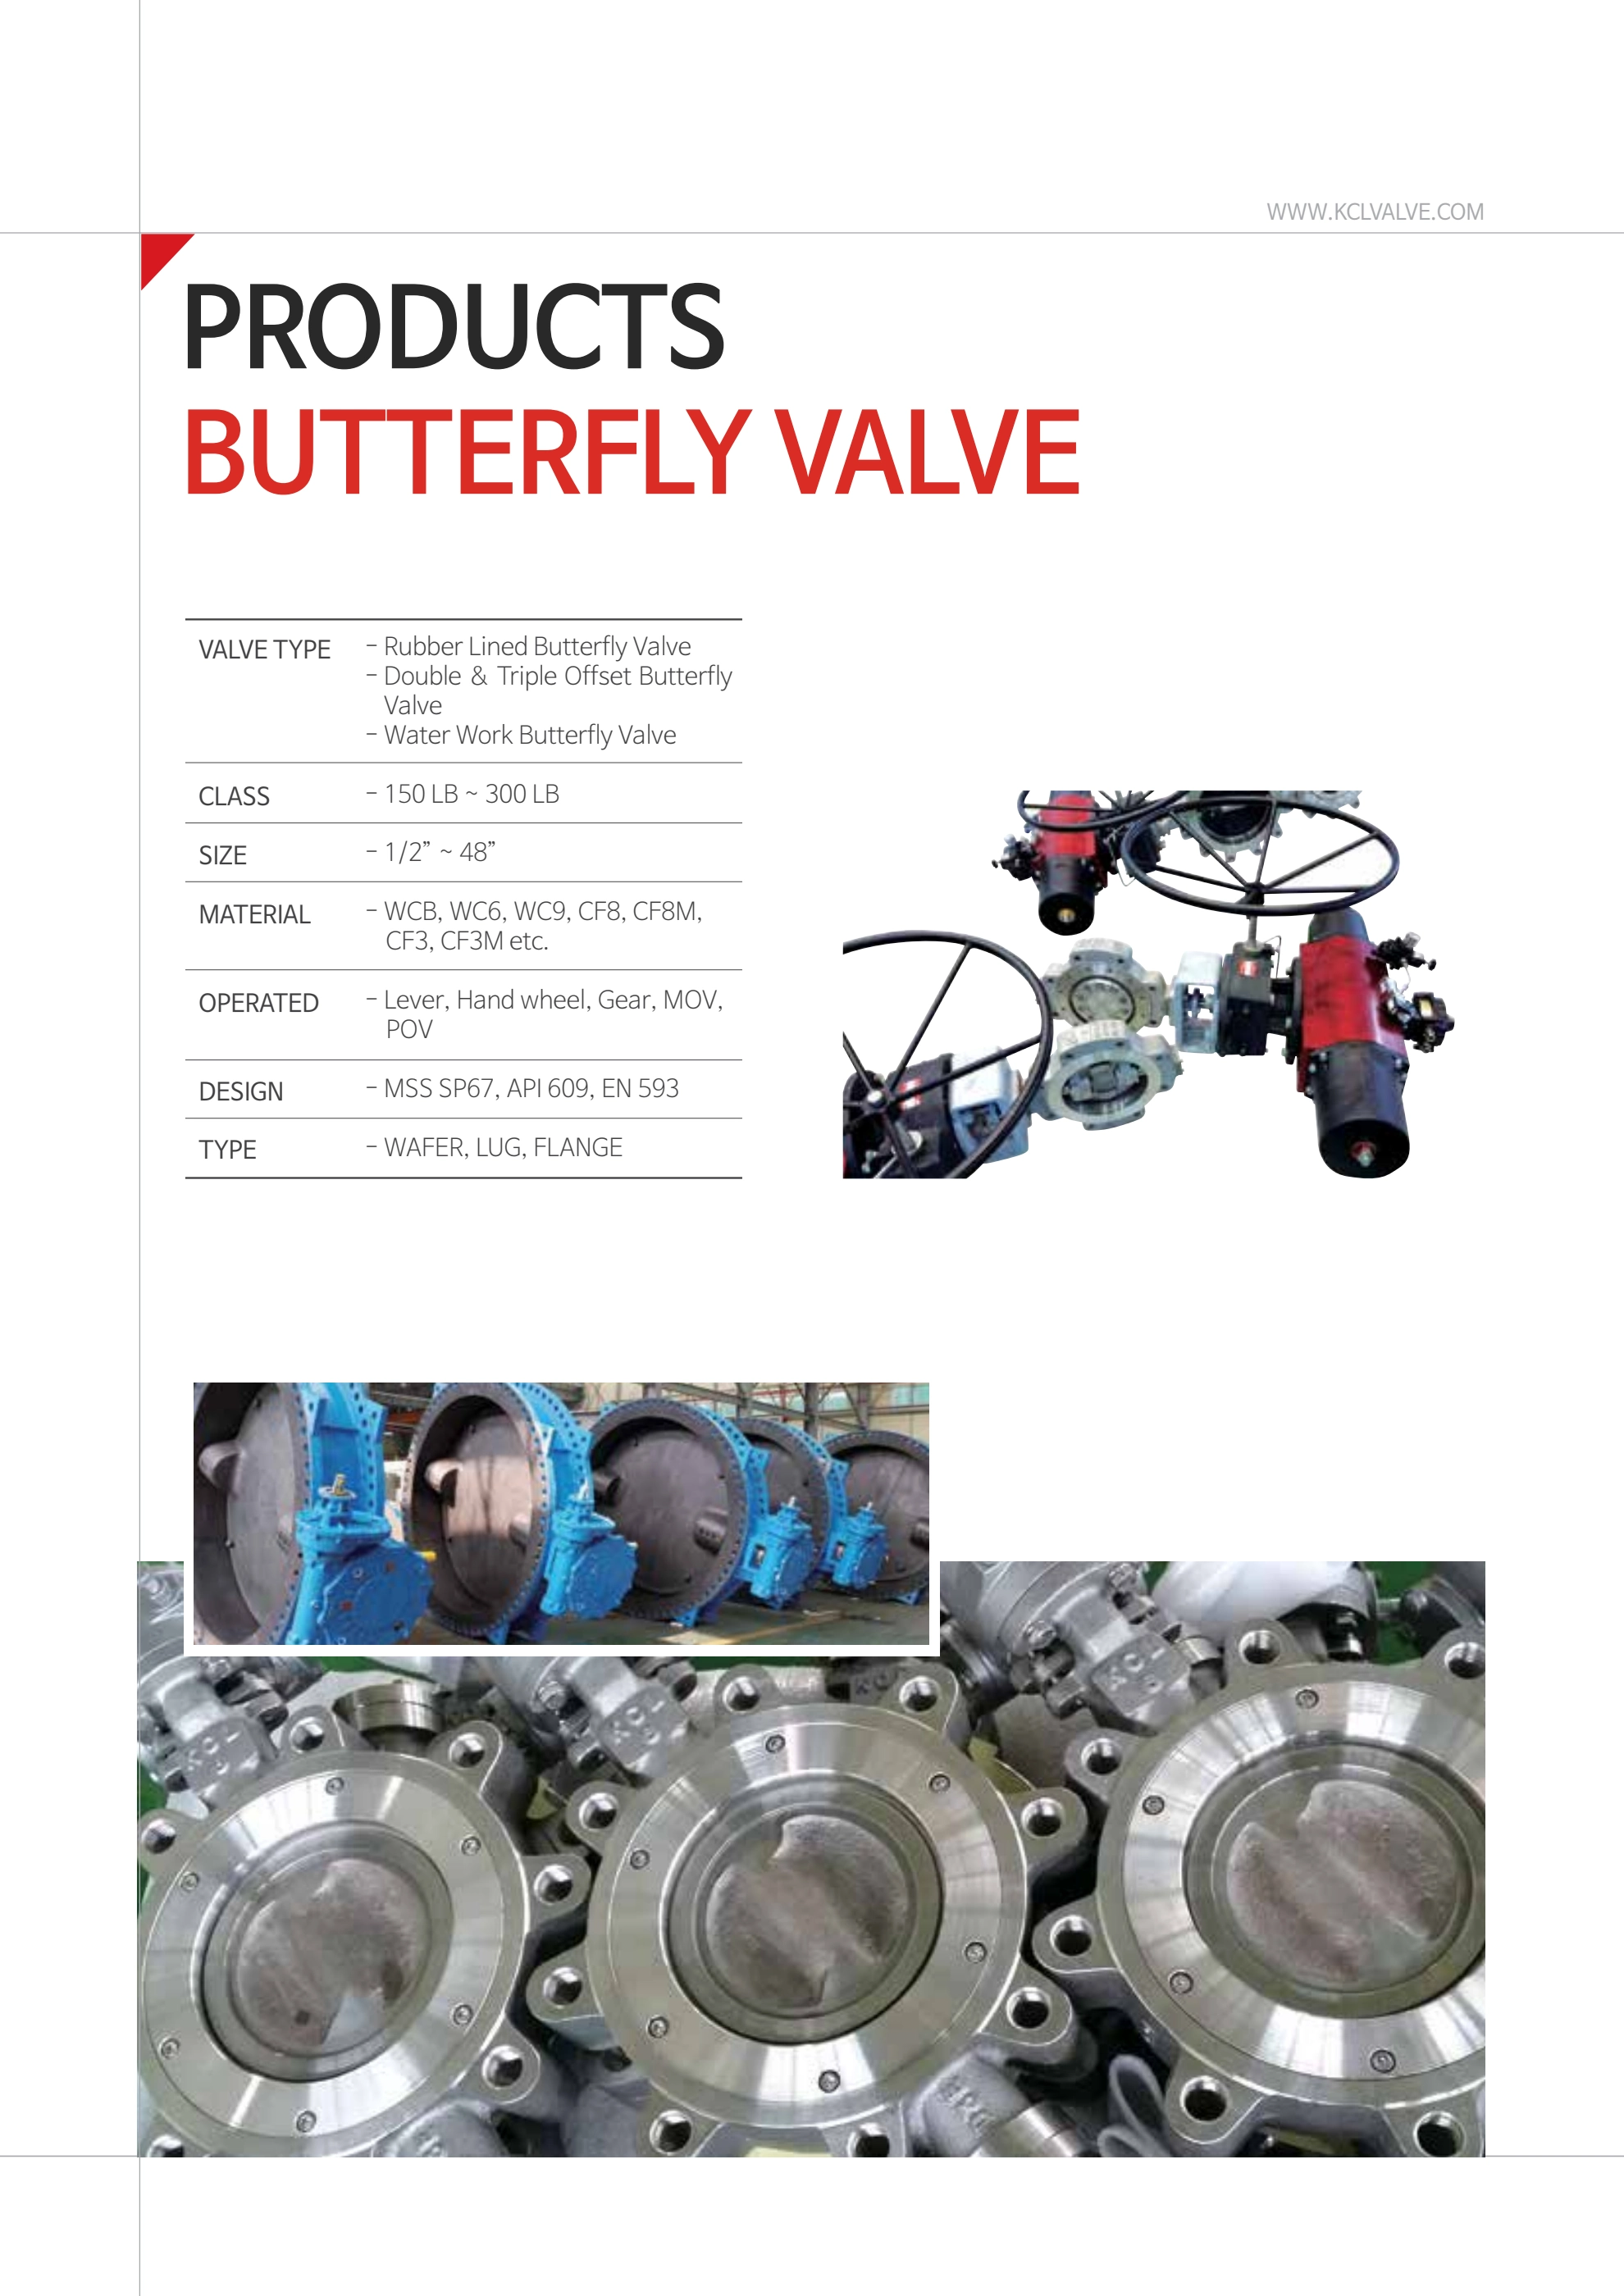 WWW.KCLVALVE.COM
PRODUCTS
BUTTERFLY VALVE
VALVE TYPE
- Rubber Lined Butterfly Valve
- Double & Triple Offset Butterfly
Valve
- Water Work Butterfly Valve
CLASS
- 150 LB ~ 300 LB
SIZE
- 1/2” ~ 48”
MATERIAL
- WCB, WC6, WC9, CF8, CF8M,
CF3, CF3M etc.
OPERATED
- Lever, Hand wheel, Gear, MOV,
POV
DESIGN
- MSS SP67, API 609, EN 593
TYPE
- WAFER, LUG, FLANGE
KCL
KCL
KCL